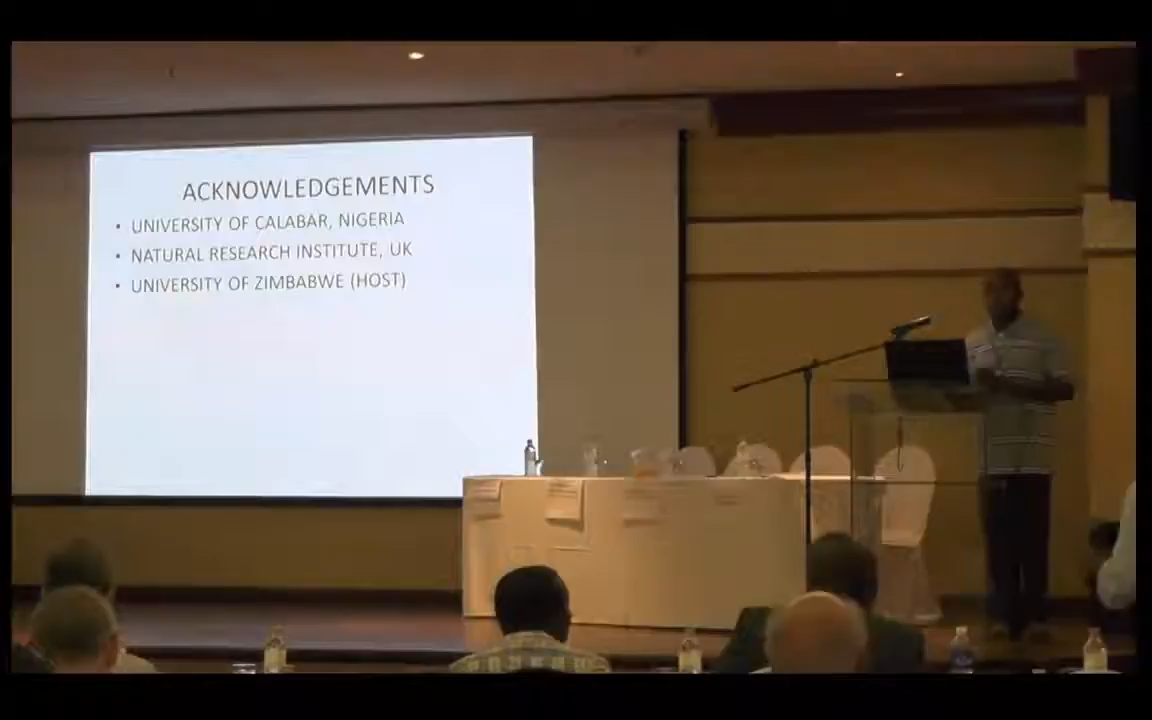 ACKNOWLEDGEMENTS
• UNIVERSITY OF CALABAR, NIGERIA
• NATURAL RESEARCH INSTITUTE, UK
• UNIVERSITY OF ZIMBABWE (HOST)